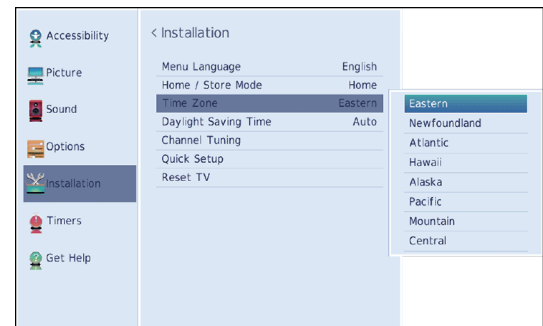 Accessibility
Picture
Sound
Options
Installation
Timers
Get Help
< Installation
Menu Language English
Home / Store Mode Home
Time Zone Eastern
Daylight Saving Time Auto
Channel Tuning
Quick Setup
Reset TV
Eastern
Newfoundland
Atlantic
Hawaii
Alaska
Pacific
Mountain
Central